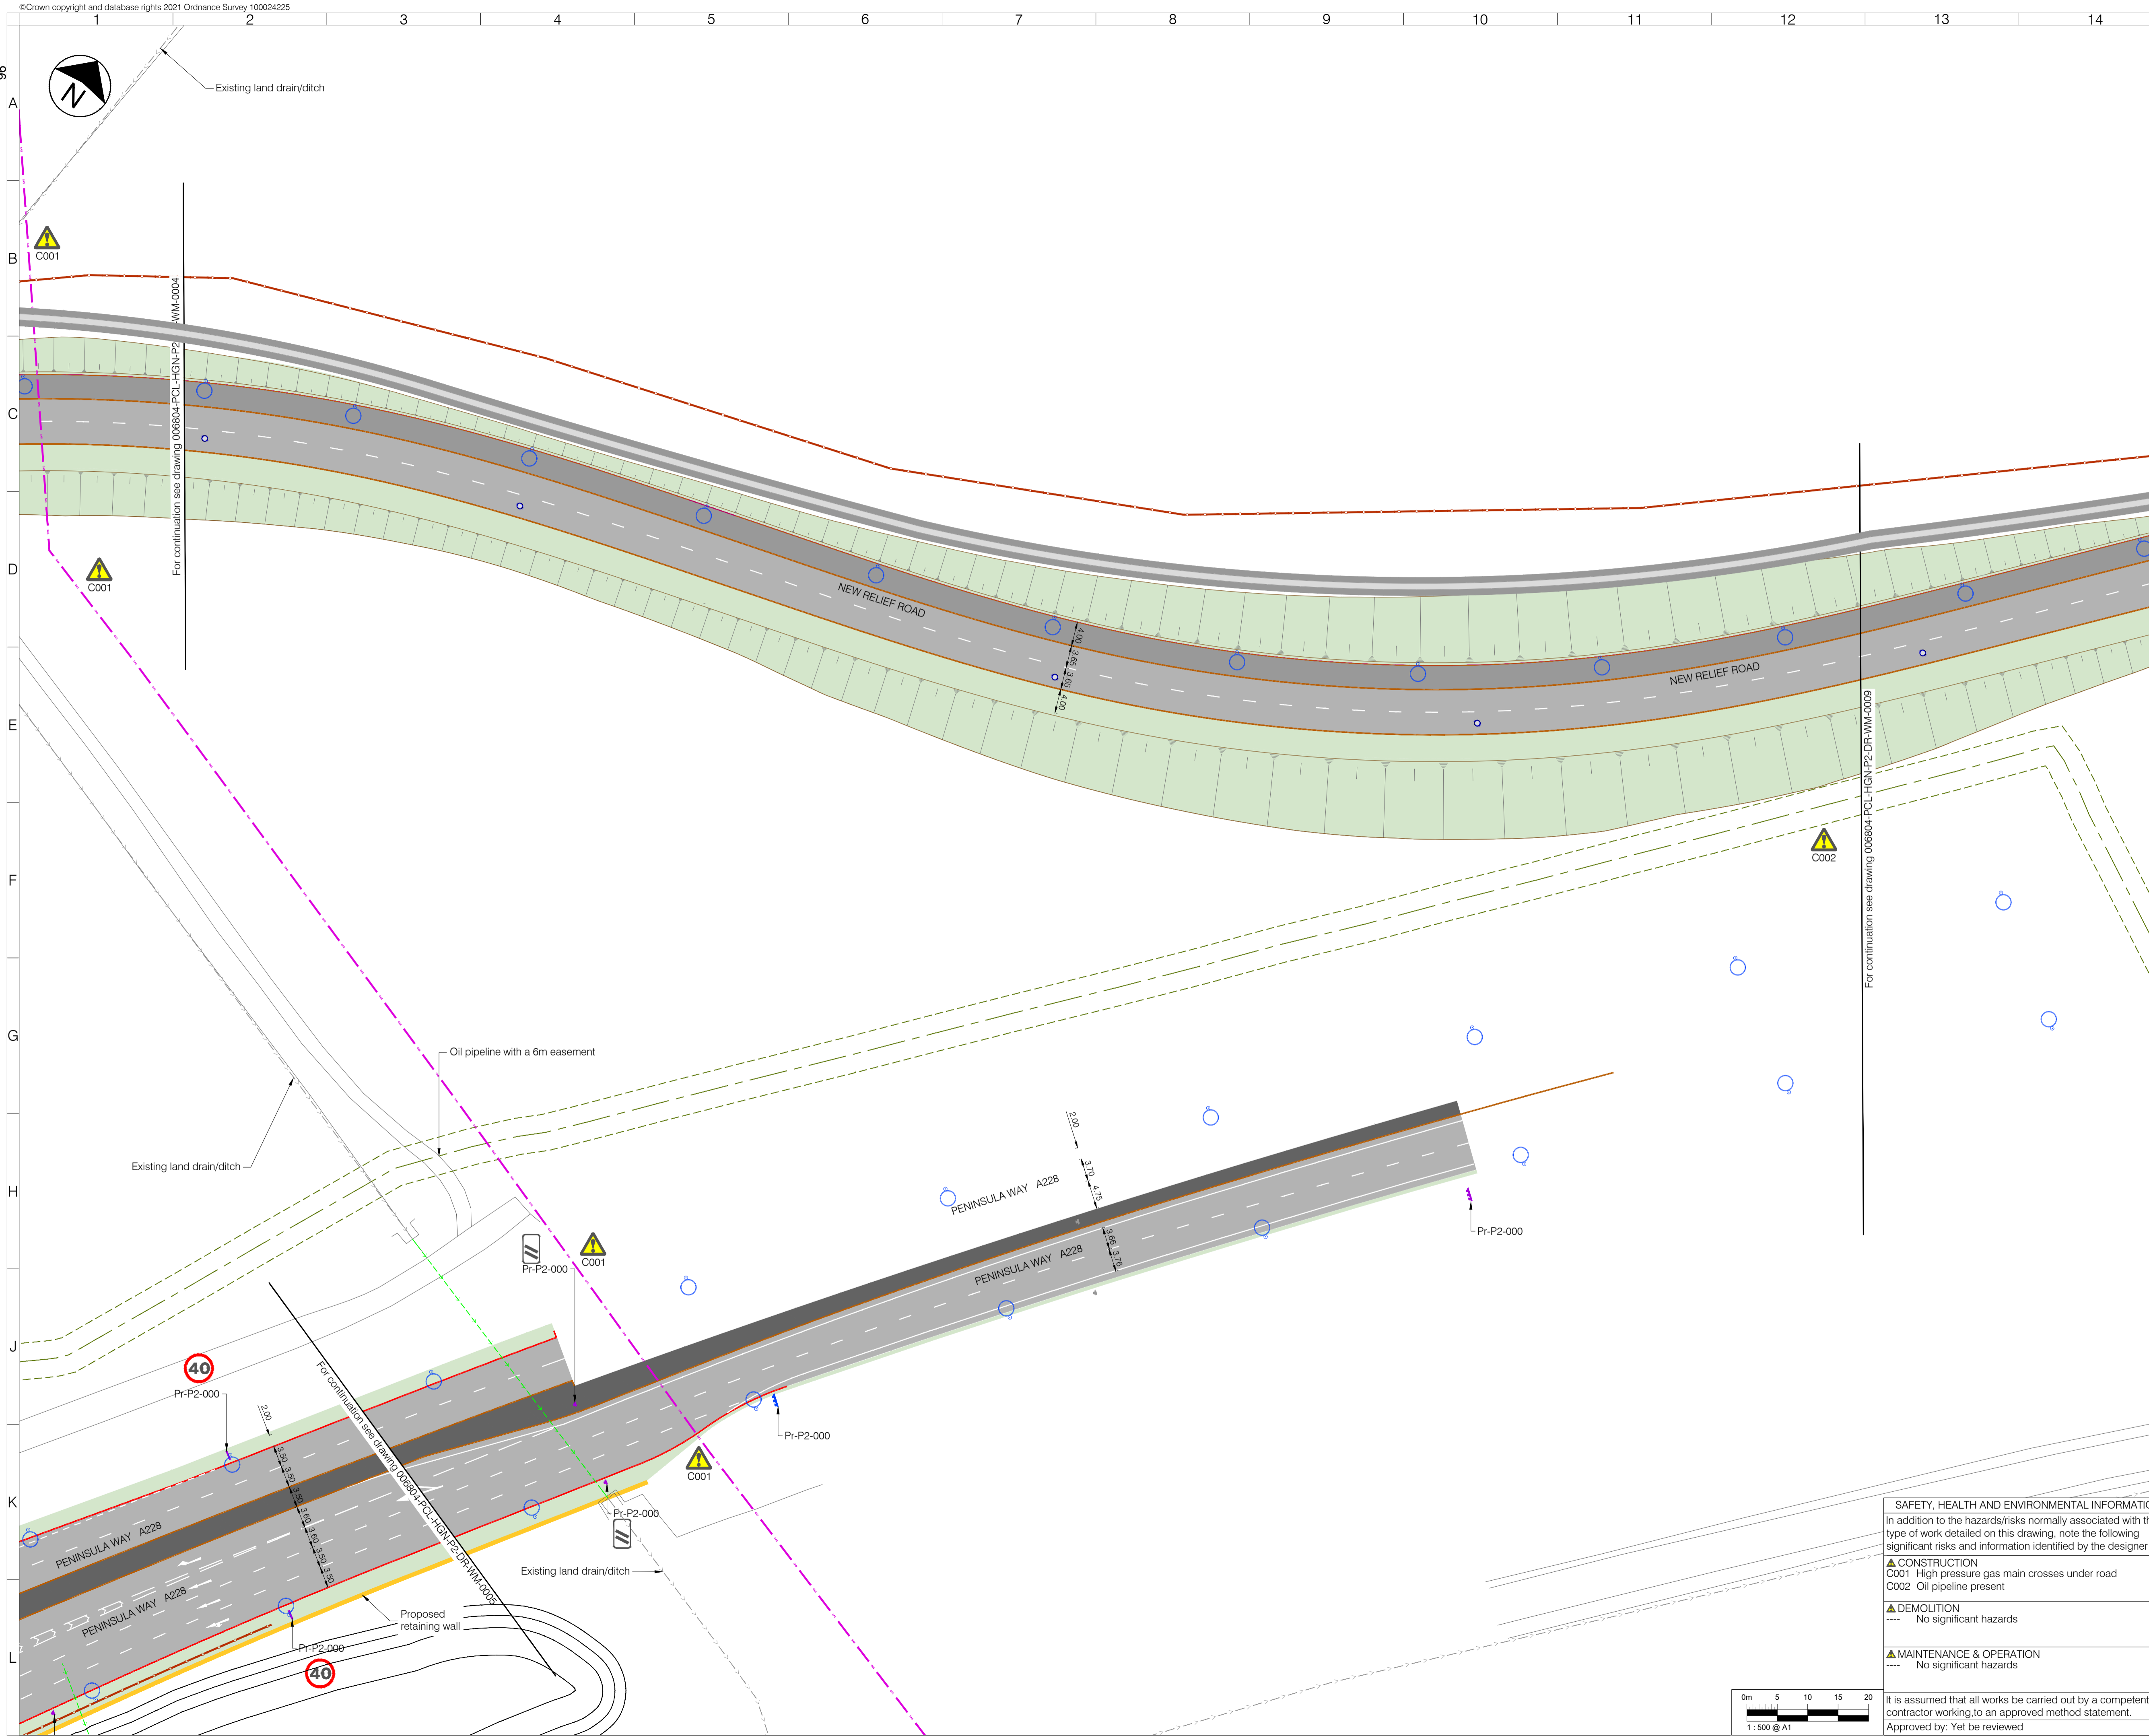 ©Crown copyright and database rights 2021 Ordnance Survey 100024225
1 2 3 4 5 6 7 8 9 10 11 12 13 14
96
A
B
C
D
E
F
G
H
J
K
L
N
Existing land drain/ditch
C001
For continuation see drawing 006804-PCL-HGN-P2
-WM-0004
C001
NEW RELIEF ROAD
4.00
3.65
3.65
4.00
NEW RELIEF ROAD
For continuation see drawing 006804-PCL-HGN-P2-DR-WM-0009
C002
Oil pipeline with a 6m easement
Existing land drain/ditch
2.00
3.70
4.75
PENINSULA WAY A228
PENINSULA WAY A228
3.66
3.76
Pr-P2-000
Pr-P2-000
C001
40
Pr-P2-000
For continuation see drawing 006804-PCL-HGN-P2-DR-WM-0005
2.00
3.50
3.50
3.50
3.60
3.60
3.50
3.50
Pr-P2-000
C001
Pr-P2-000
PENINSULA WAY A228
PENINSULA WAY A228
Existing land drain/ditch
Proposed
retaining wall
Pr-P2-000
40
SAFETY, HEALTH AND ENVIRONMENTAL INFORMATIO
In addition to the hazards/risks normally associated with th
type of work detailed on this drawing, note the following
significant risks and information identified by the designer
CONSTRUCTION
C001 High pressure gas main crosses under road
C002 Oil pipeline present
DEMOLITION
---- No significant hazards
MAINTENANCE & OPERATION
---- No significant hazards
It is assumed that all works be carried out by a competent
contractor working,to an approved method statement.
Approved by: Yet be reviewed
0m 5 10 15 20
1 : 500 @ A1